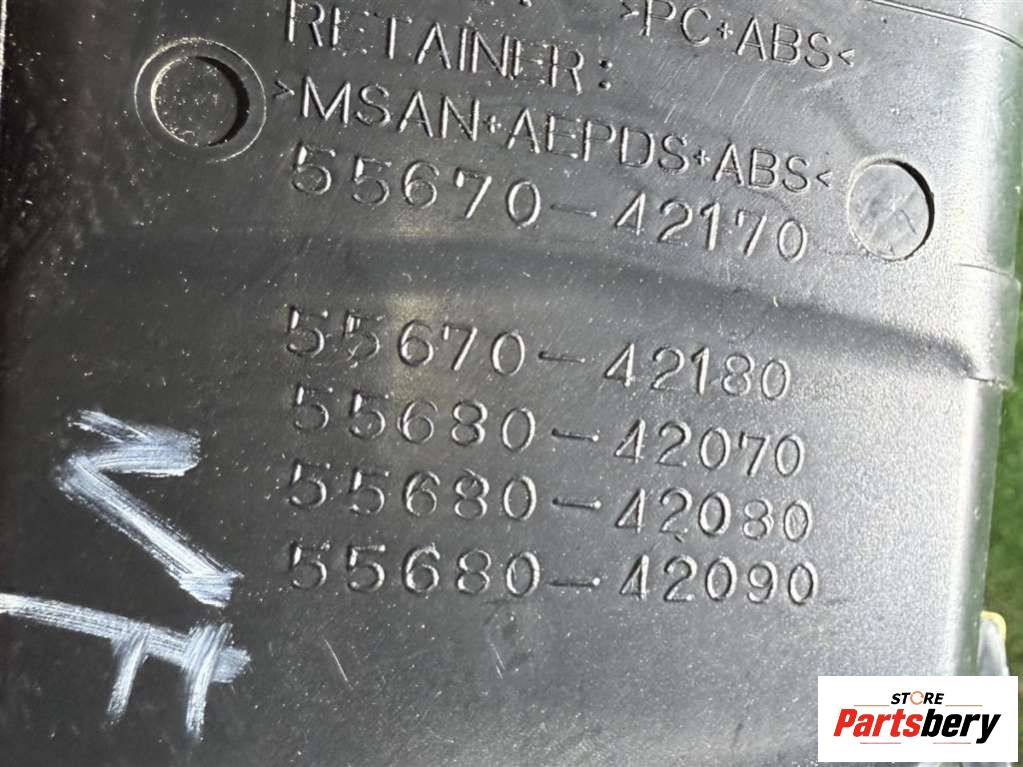 >PC+ABS<
RETAINER:
>MSAN+AEPDS+ABS<
55670-42170
55670-42180
55680-42070
55680-42080
55680-42090
STORE
Partsbery